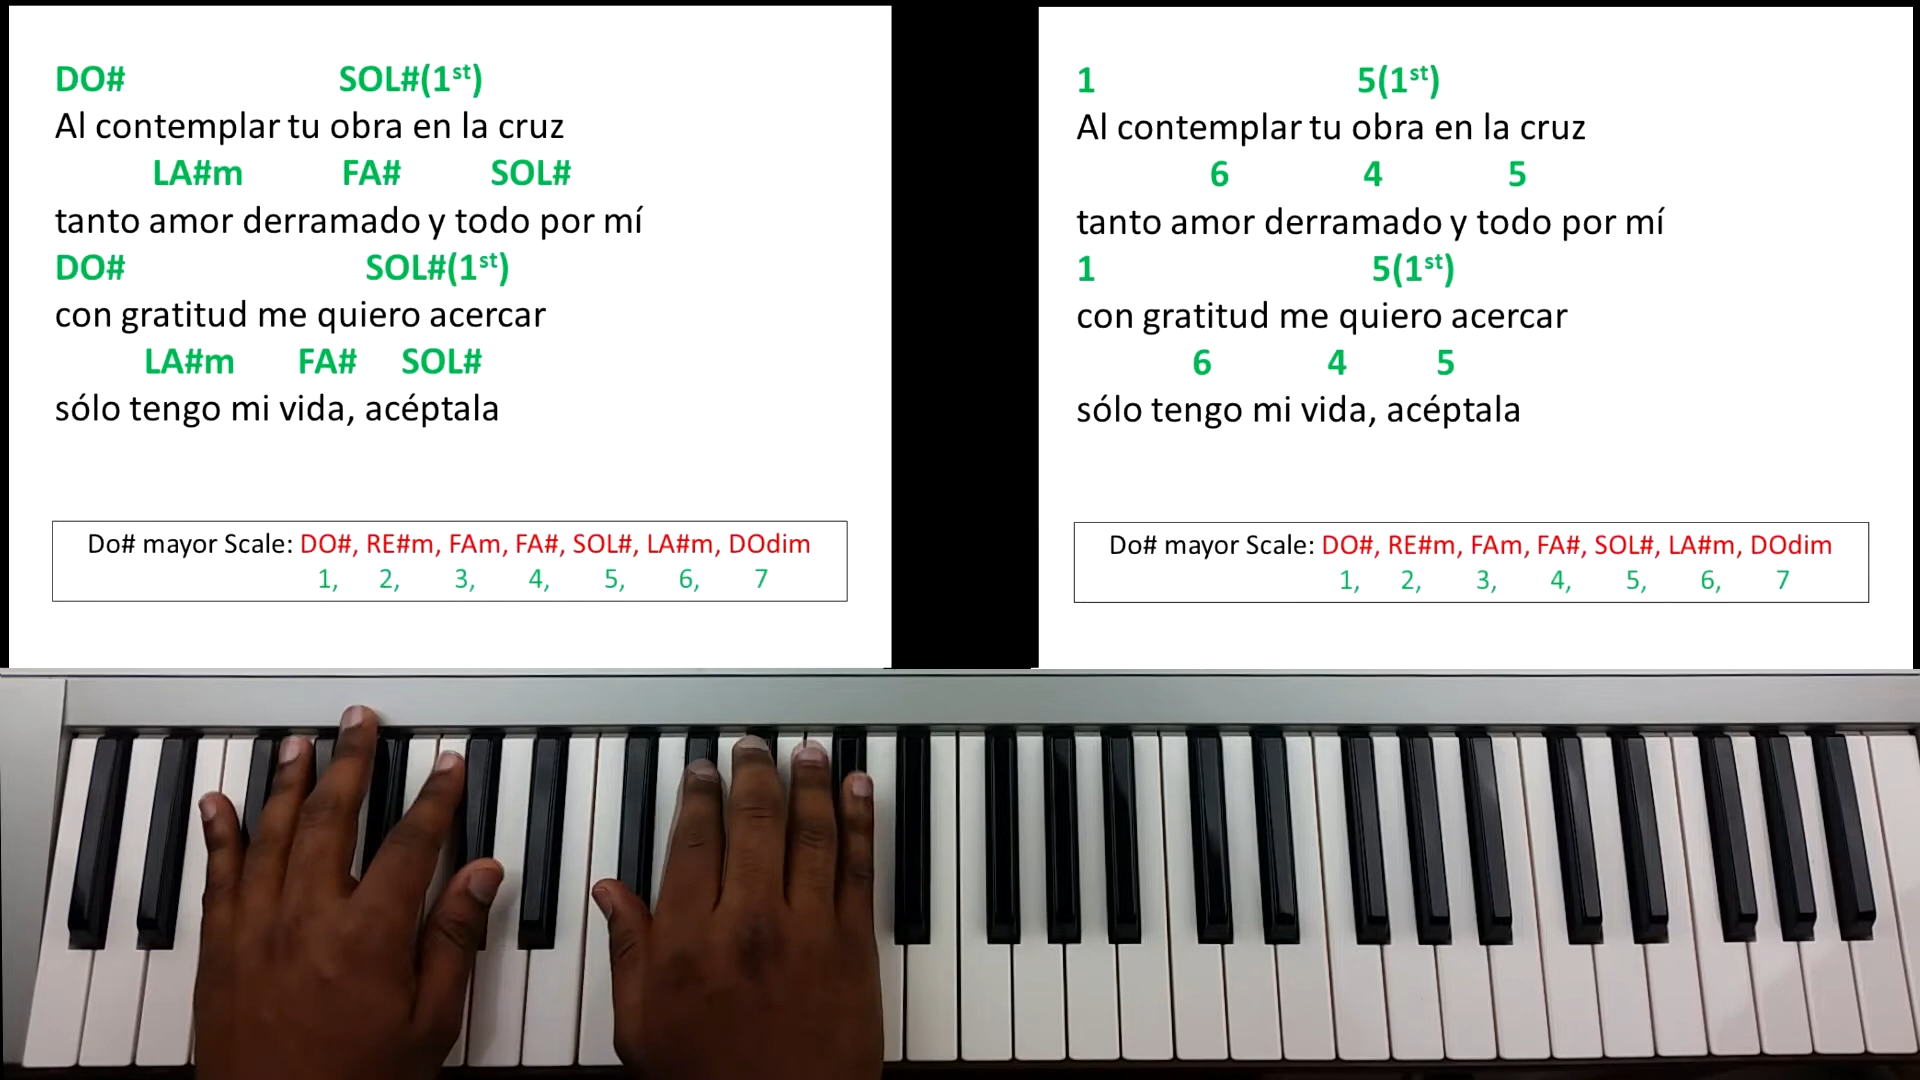 DO# SOL#(1st)
Al contemplar tu obra en la cruz
LA#m FA# SOL#
tanto amor derramado y todo por mí
DO# SOL#(1st)
con gratitud me quiero acercar
LA#m FA# SOL#
sólo tengo mi vida, acéptala
Do# mayor Scale: DO#, RE#m, FAm, FA#, SOL#, LA#m, DOdim
1, 2, 3, 4, 5, 6, 7
1 5(1st)
Al contemplar tu obra en la cruz
6 4 5
tanto amor derramado y todo por mí
1 5(1st)
con gratitud me quiero acercar
6 4 5
sólo tengo mi vida, acéptala
Do# mayor Scale: DO#, RE#m, FAm, FA#, SOL#, LA#m, DOdim
1, 2, 3, 4, 5, 6, 7